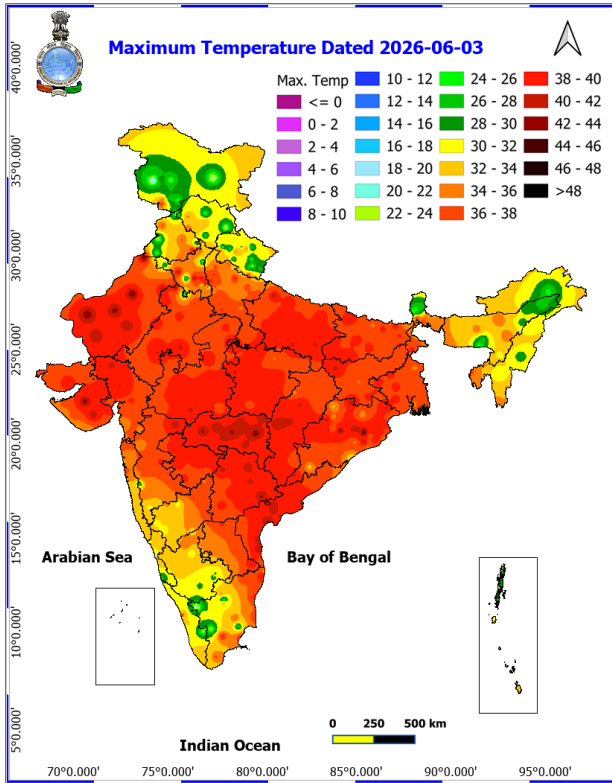 Maximum Temperature Dated 2026-06-03
Max. Temp
<= 0
0 - 2
2 - 4
4 - 6
6 - 8
8 - 10
10 - 12
12 - 14
14 - 16
16 - 18
18 - 20
20 - 22
22 - 24
24 - 26
26 - 28
28 - 30
30 - 32
32 - 34
34 - 36
36 - 38
38 - 40
40 - 42
42 - 44
44 - 46
46 - 48
>48
40°0.000'
35°0.000'
30°0.000'
25°0.000'
20°0.000'
15°0.000'
10°0.000'
5°0.000'
Arabian Sea
Bay of Bengal
Indian Ocean
0 250 500 km
70°0.000' 75°0.000' 80°0.000' 85°0.000' 90°0.000' 95°0.000'